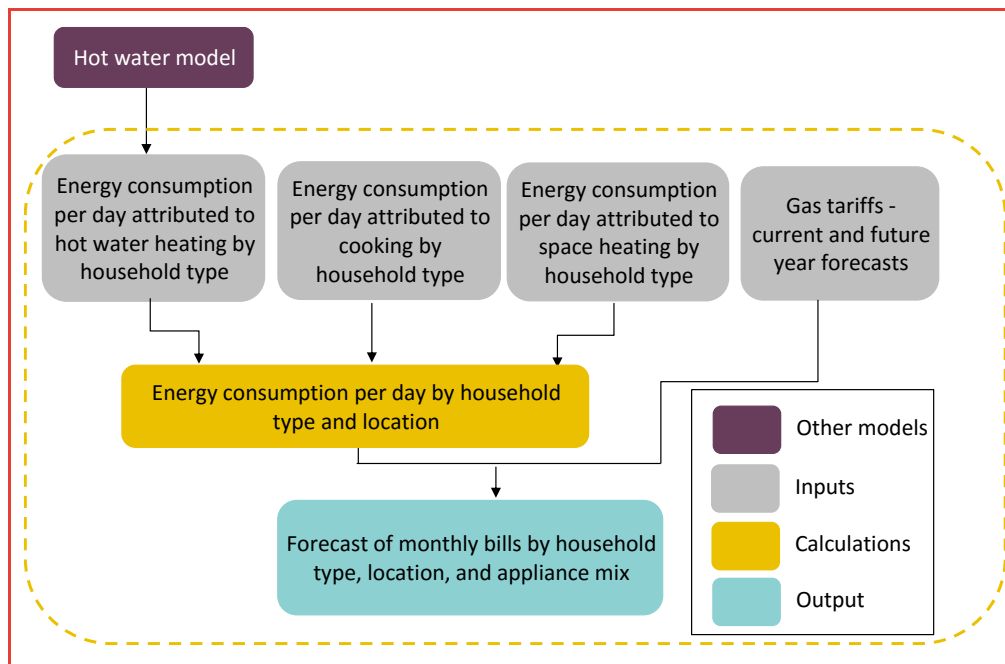 Hot water model
Energy consumption
per day attributed to
hot water heating by
household type
Energy consumption
per day attributed to
cooking by
household type
Energy consumption
per day attributed to
space heating by
household type
Gas tariffs -
current and future
year forecasts
Energy consumption per day by household
type and location
Forecast of monthly bills by household
type, location, and appliance mix
Other models
Inputs
Calculations
Output